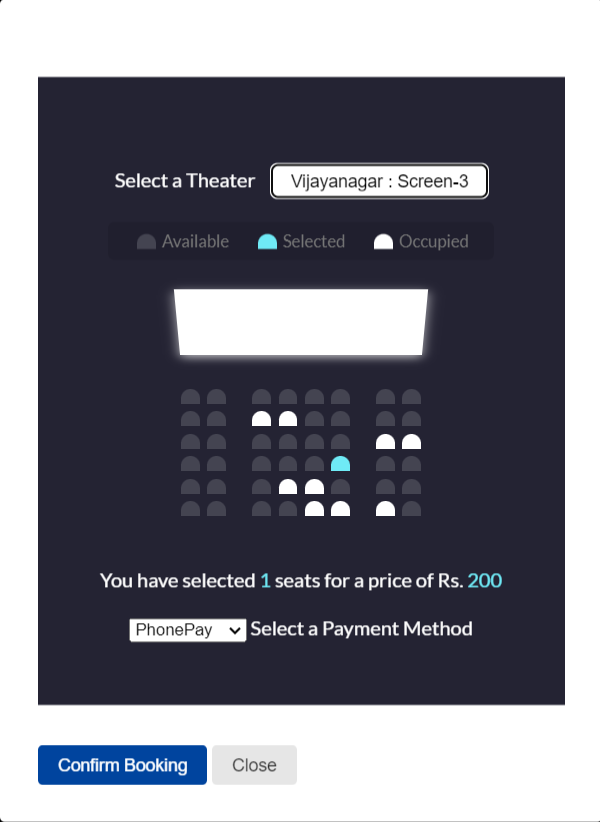 Select a Theater Vijayanagar : Screen-3
Available Selected Occupied
You have selected 1 seats for a price of Rs. 200
PhonePay Select a Payment Method
Confirm Booking Close